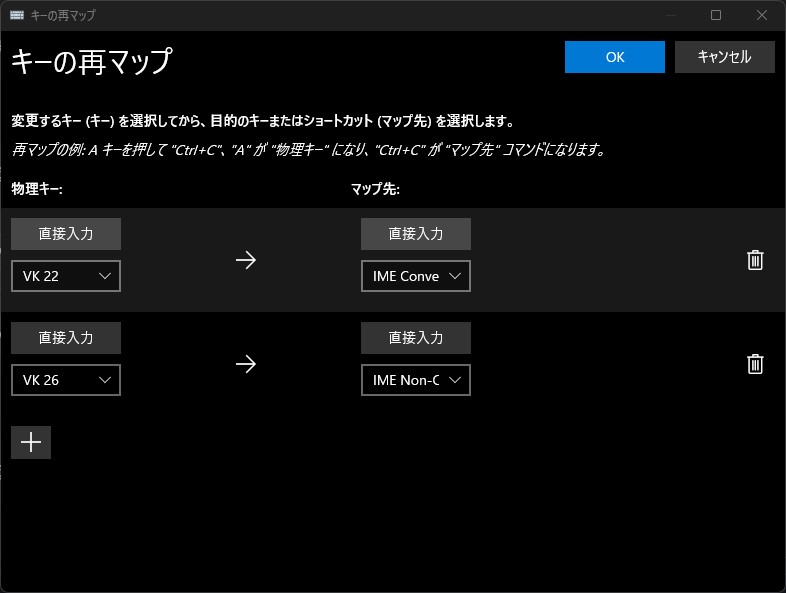 キーの再マップ
キーの再マップ
OK
キャンセル
変更するキー (キー) を選択してから、目的のキーまたはショートカット (マップ先) を選択します。
再マップの例: A キーを押して "Ctrl+C"、"A" が "物理キー" になり、"Ctrl+C" が "マップ先" コマンドになります。
物理キー:
マップ先:
直接入力
直接入力
VK 22
IME Conve
直接入力
直接入力
VK 26
IME Non-C